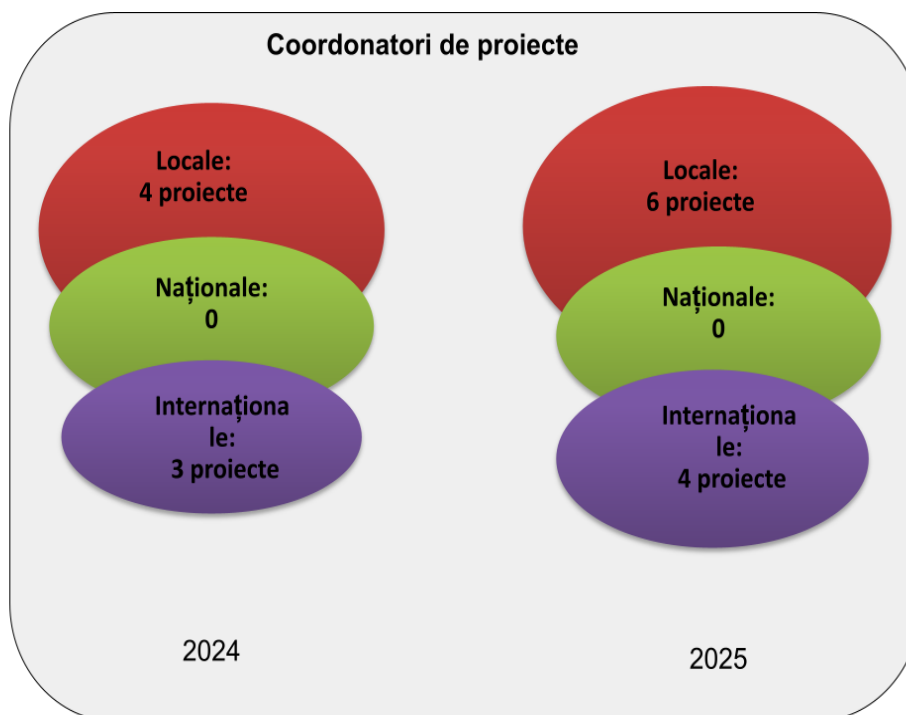 Coordonatori de proiecte
Locale:
4 proiecte
Naționale:
0
Internaționa
le:
3 proiecte
2024
Locale:
6 proiecte
Naționale:
0
Internaționa
le:
4 proiecte
2025